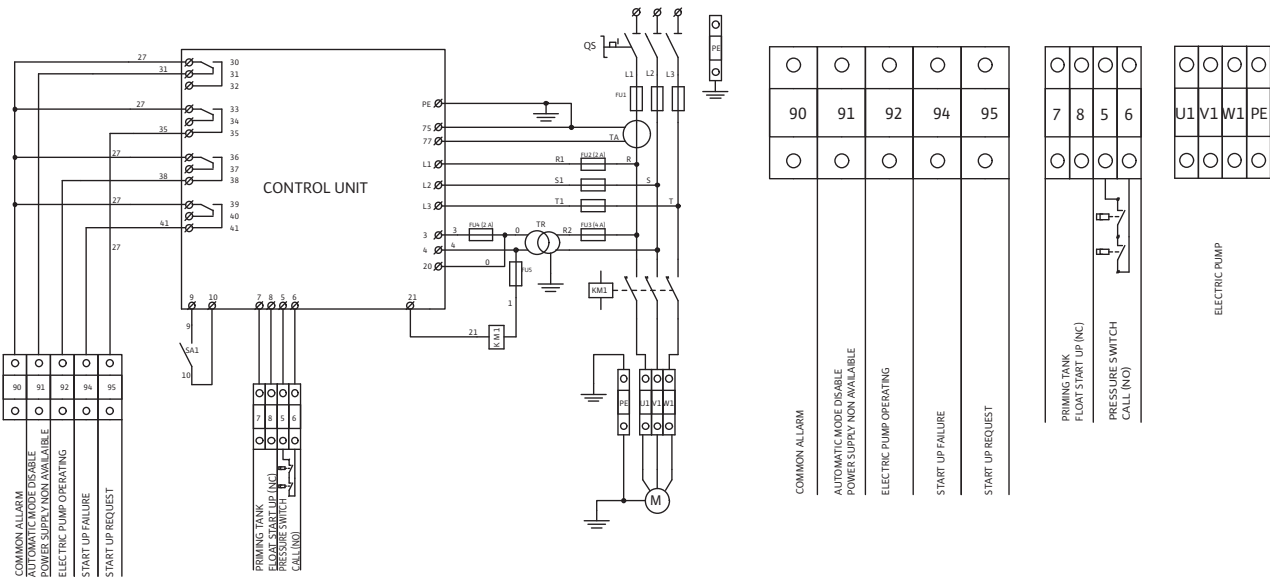 27
31
30
31
32
27
35
33
34
35
27
38
36
37
38
27
41
39
40
41
27
CONTROL UNIT
PE
75
77
L1
L2
L3
3
4
20
TA
R1
FU2 (2 A)
R
S1
S
T1
T
3
FU4 (2 A)
0
TR
R2
FU3 (4 A)
4
0
FU5
1
21
KM1
QS
L1
L2
L3
FU1
PE
KM1
9
10
7
8
5
6
21
9
SA1
10
90
91
92
94
95
COMMON ALLARM
AUTOMATIC MODE DISABLE
POWER SUPPLY NON AVAILAIBLE
ELECTRIC PUMP OPERATING
START UP FAILURE
START UP REQUEST
7
8
5
6
PRIMING TANK
FLOAT START UP (NC)
PRESSURE SWITCH
CALL (NO)
PE
U1
V1
W1
M
90
91
92
94
95
COMMON ALLARM
AUTOMATIC MODE DISABLE
POWER SUPPLY NON AVAILAIBLE
ELECTRIC PUMP OPERATING
START UP FAILURE
START UP REQUEST
7
8
5
6
PRIMING TANK
FLOAT START UP (NC)
PRESSURE SWITCH
CALL (NO)
U1
V1
W1
PE
ELECTRIC PUMP